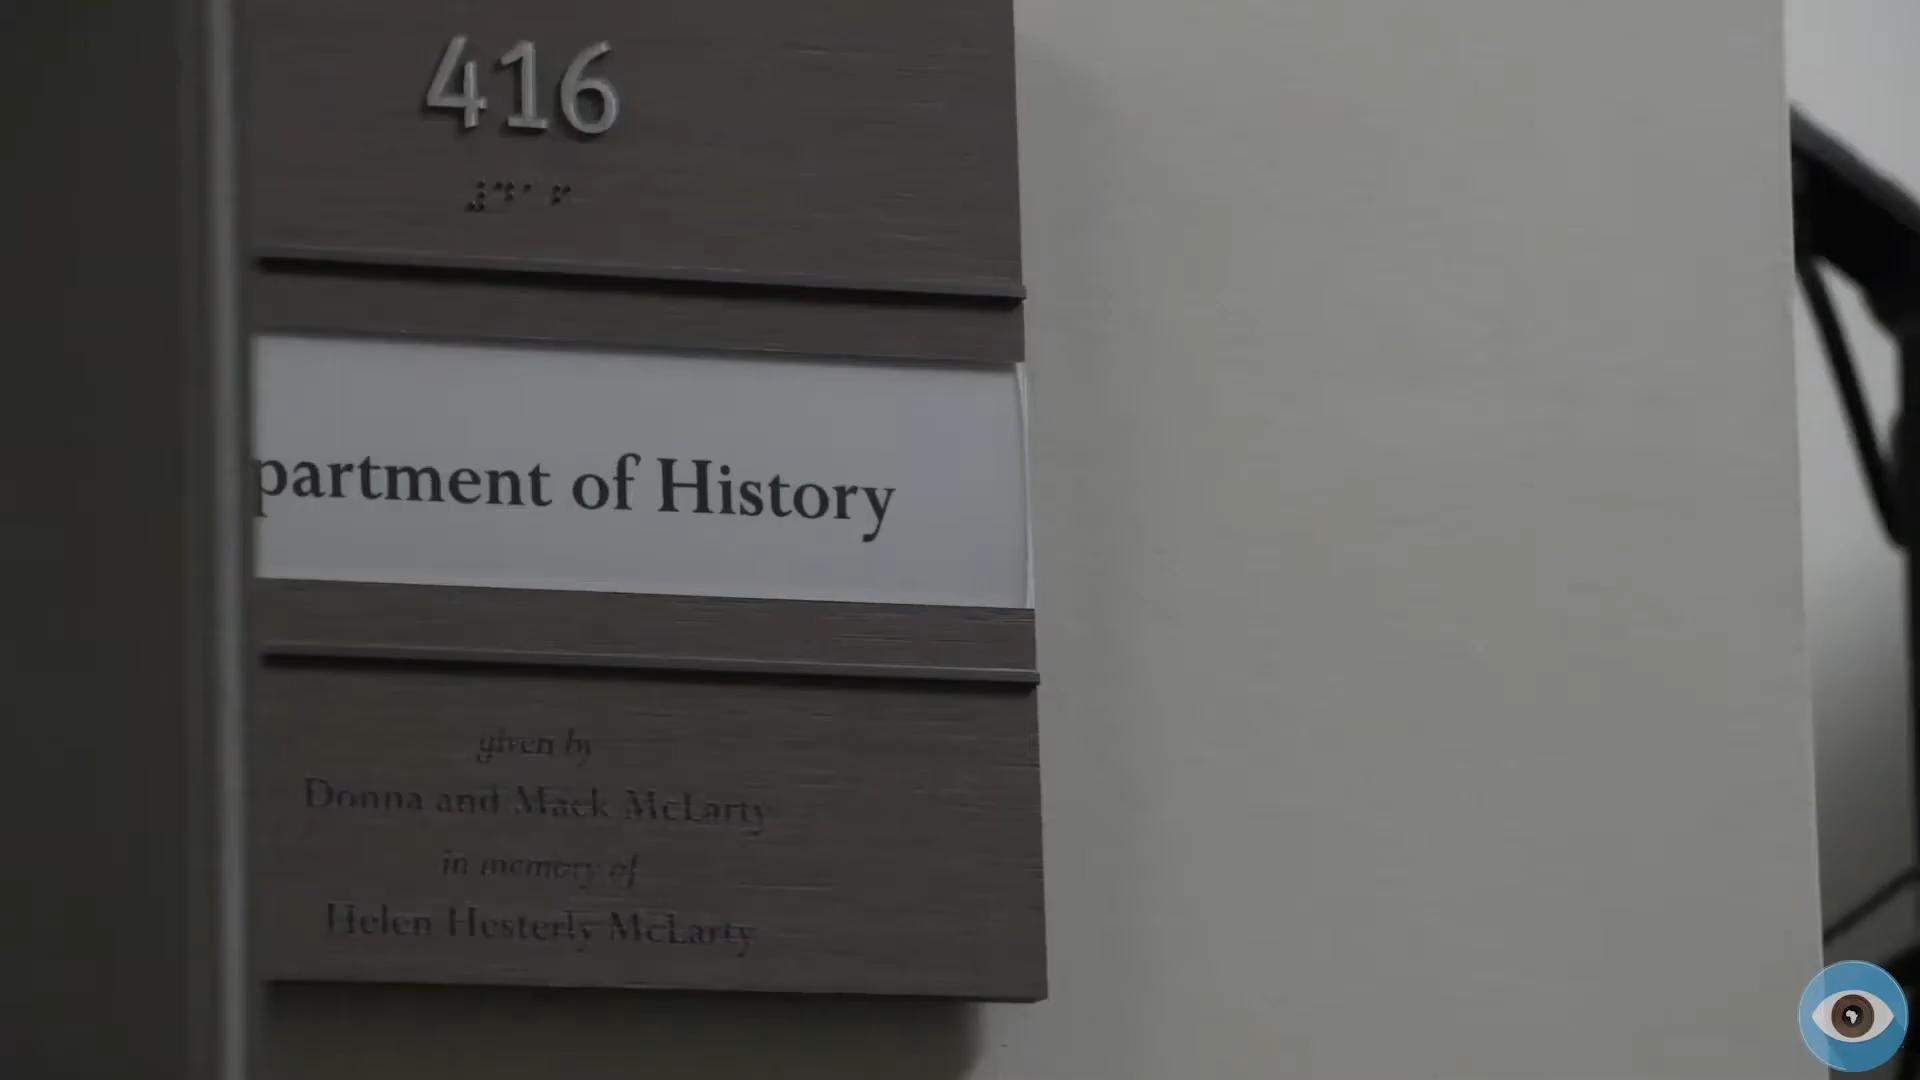 416
partment of History
given by
Donna and Mack McLarty
in memory of
Helen Hesterly McLarty